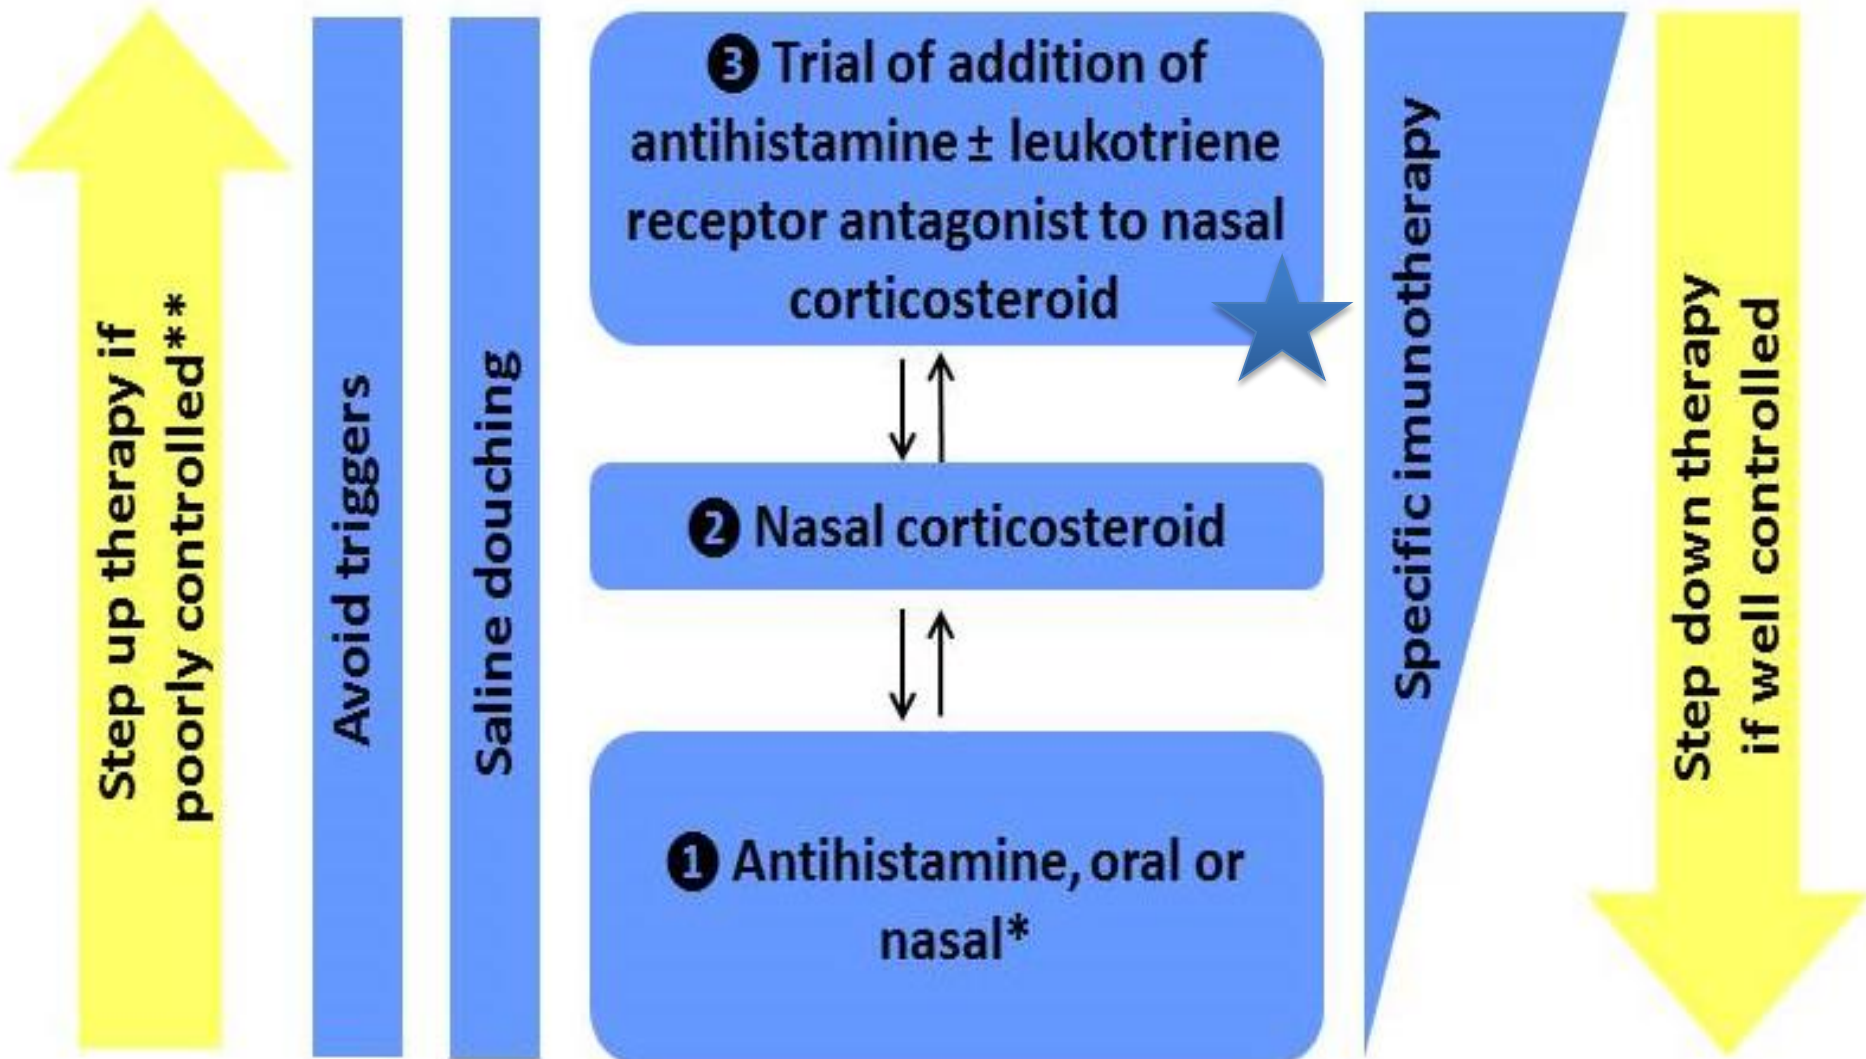 Step up therapy if
poorly controlled**
Avoid triggers
Saline douching
❸ Trial of addition of
antihistamine ± leukotriene
receptor antagonist to nasal
corticosteroid
❷ Nasal corticosteroid
❶ Antihistamine, oral or
nasal*
Specific imunotherapy
Step down therapy
if well controlled